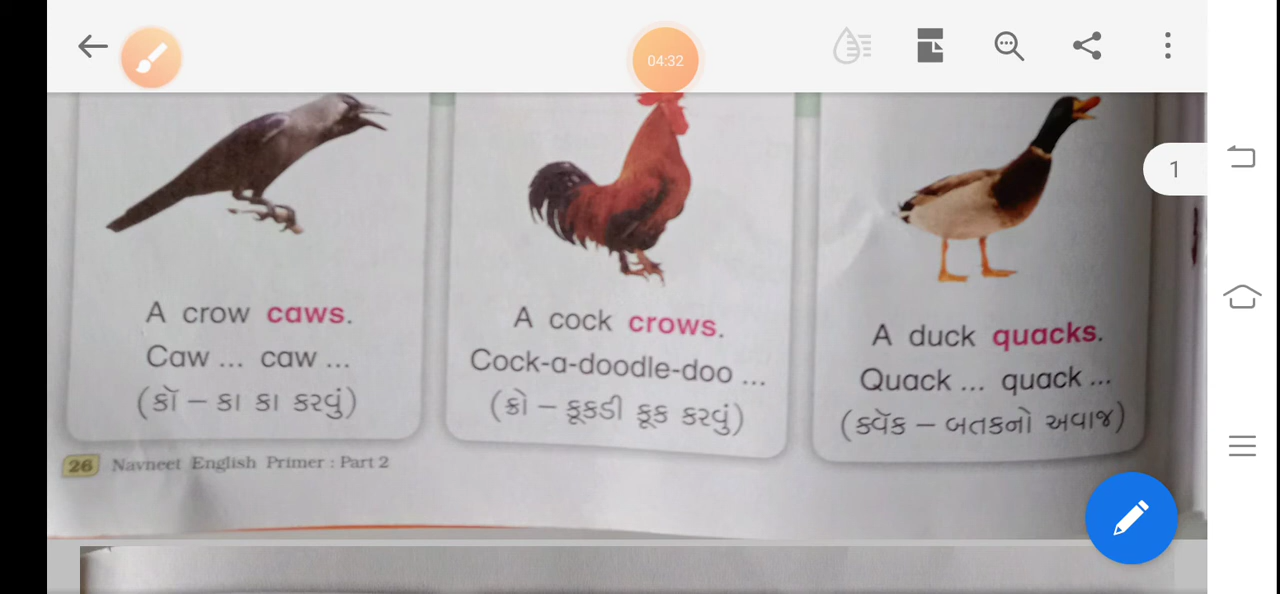 04:32
1
A crow caws.
Caw ... caw ...
(કૉ – કા કા કરવું)
A cock crows.
Cock-a-doodle-doo ...
(ક્રો – કૂકડી કૂક કરવું)
A duck quacks.
Quack ... quack ...
(ક્વૅક – બતકનો અવાજ)
26 Navneet English Primer : Part 2